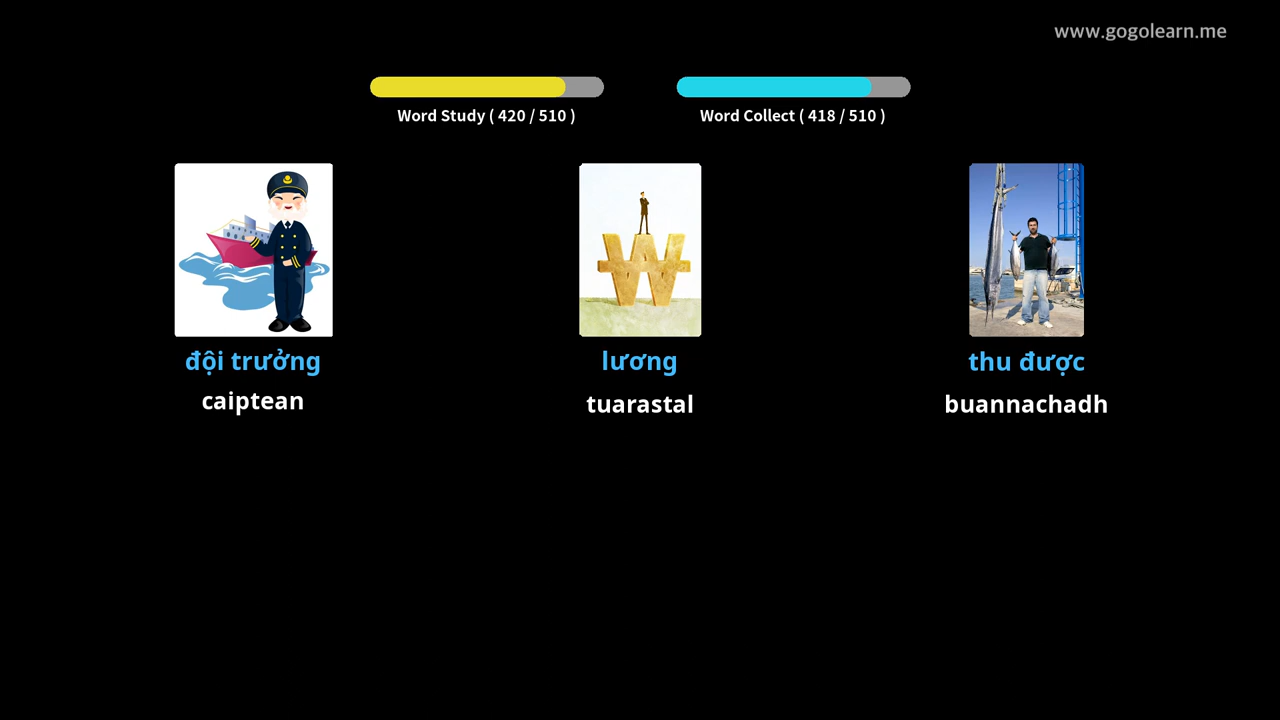 www.gogolearn.me
Word Study ( 420 / 510 )
Word Collect ( 418 / 510 )
đội trưởng
lương
thu được
caiptean
tuarastal
buannachadh